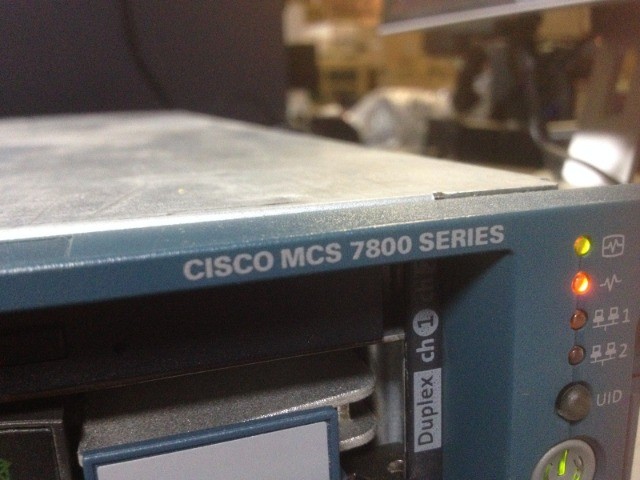 CISCO MCS 7800 SERIES
1
2
UID
Duplex ch 1